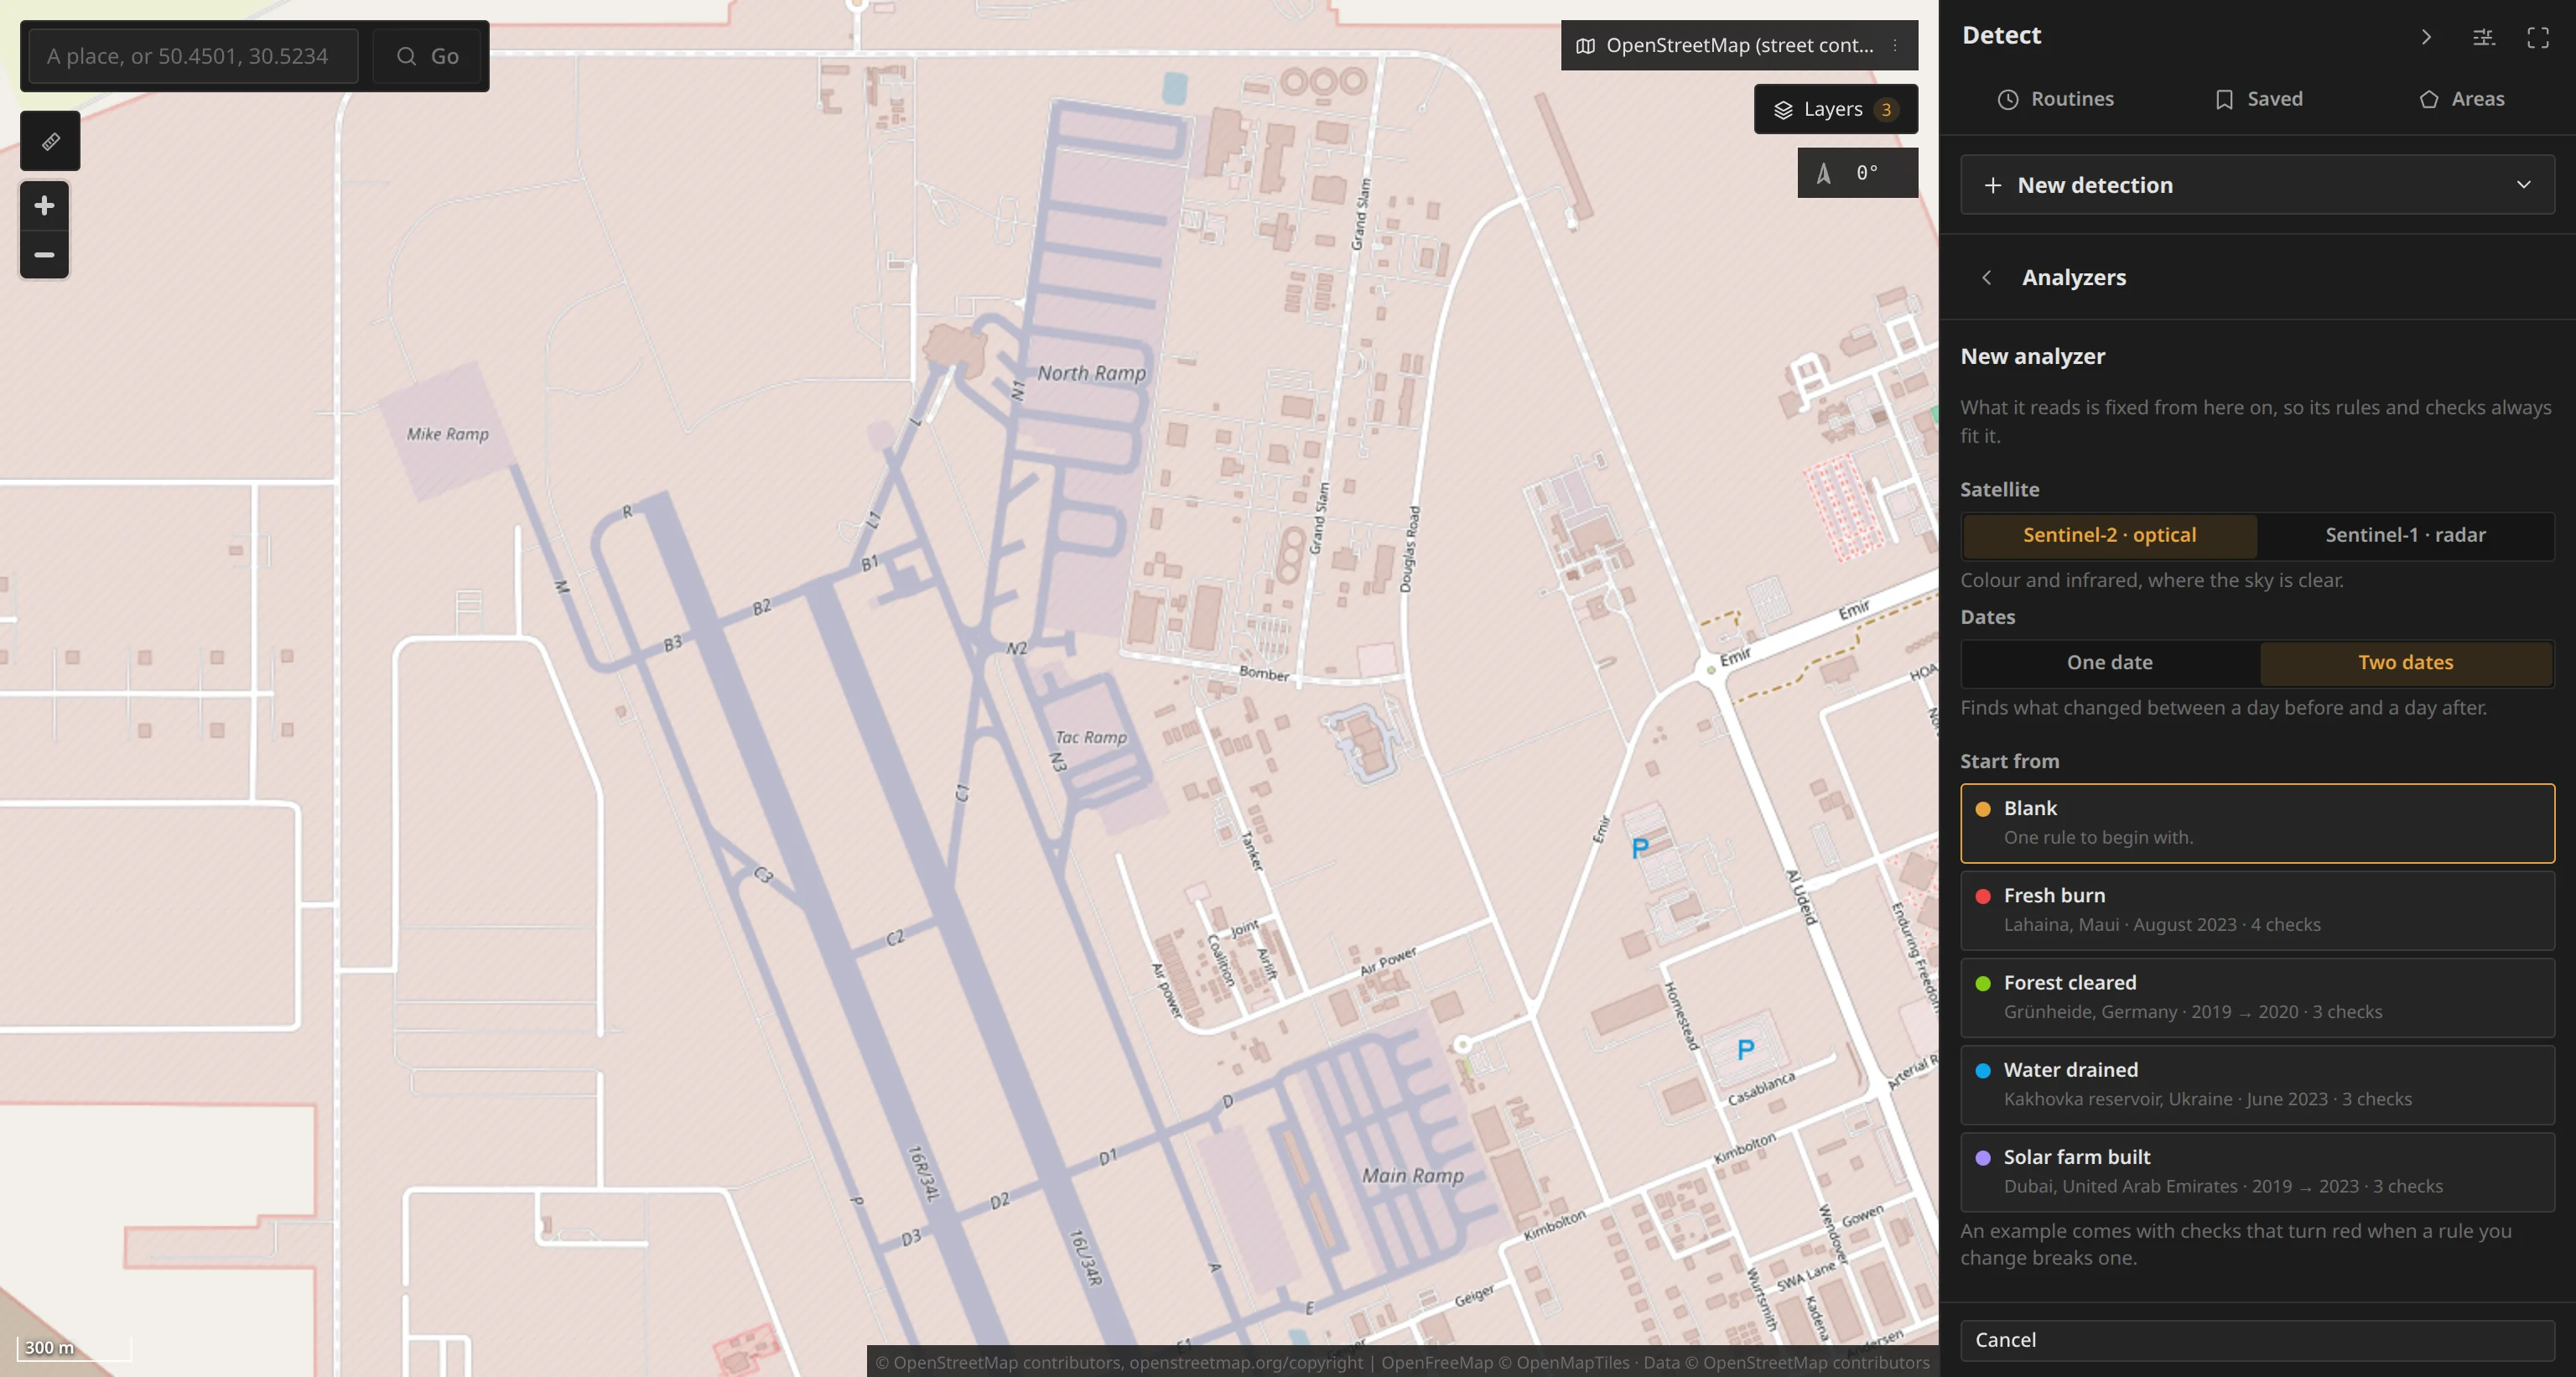 A place, or 50.4501, 30.5234
Go
OpenStreetMap (street cont...
Layers 3
0°
Grand Slam
North Ramp
N1
Mike Ramp
L
R
L1
Grand Slam
Douglas Road
B1
M
B2
B3
N2
Emir
Emir
Bomber
HOA
Tac Ramp
N3
C1
Emir
P
Tanker
C3
Al Udeid
C2
Joint
Coalition
Airlift
Air Power
Air power
Enduring Freedom
Homestead
P
Casablanca
Arterial R
D
D1
Kimbolton
16R/34L
Main Ramp
P
D2
D3
Kimbolton
Gowen
Wendover
16L/34R
A
SWA Lane
Wurtsmith
Kadena
Geiger
E
E1
Andersen
300 m
© OpenStreetMap contributors, openstreetmap.org/copyright | OpenFreeMap © OpenMapTiles · Data © OpenStreetMap contributors
Detect
Routines
Saved
Areas
New detection
Analyzers
New analyzer
What it reads is fixed from here on, so its rules and checks always
fit it.
Satellite
Sentinel-2 · optical
Sentinel-1 · radar
Colour and infrared, where the sky is clear.
Dates
One date
Two dates
Finds what changed between a day before and a day after.
Start from
Blank
One rule to begin with.
Fresh burn
Lahaina, Maui · August 2023 · 4 checks
Forest cleared
Grünheide, Germany · 2019 → 2020 · 3 checks
Water drained
Kakhovka reservoir, Ukraine · June 2023 · 3 checks
Solar farm built
Dubai, United Arab Emirates · 2019 → 2023 · 3 checks
An example comes with checks that turn red when a rule you
change breaks one.
Cancel